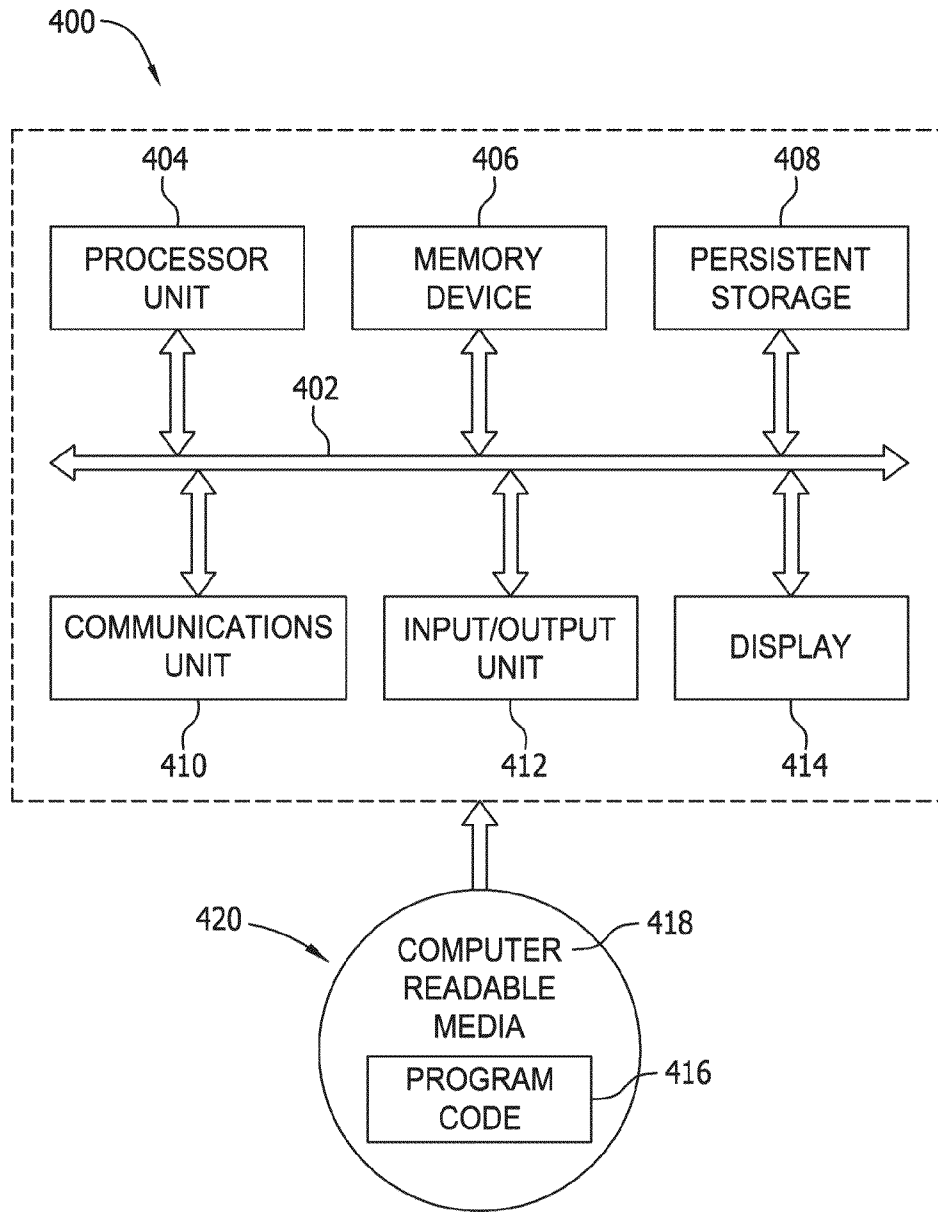 400
404
406
408
PROCESSOR
UNIT
MEMORY
DEVICE
PERSISTENT
STORAGE
402
COMMUNICATIONS
UNIT
INPUT/OUTPUT
UNIT
DISPLAY
410
412
414
420
418
COMPUTER
READABLE
MEDIA
PROGRAM
CODE
416